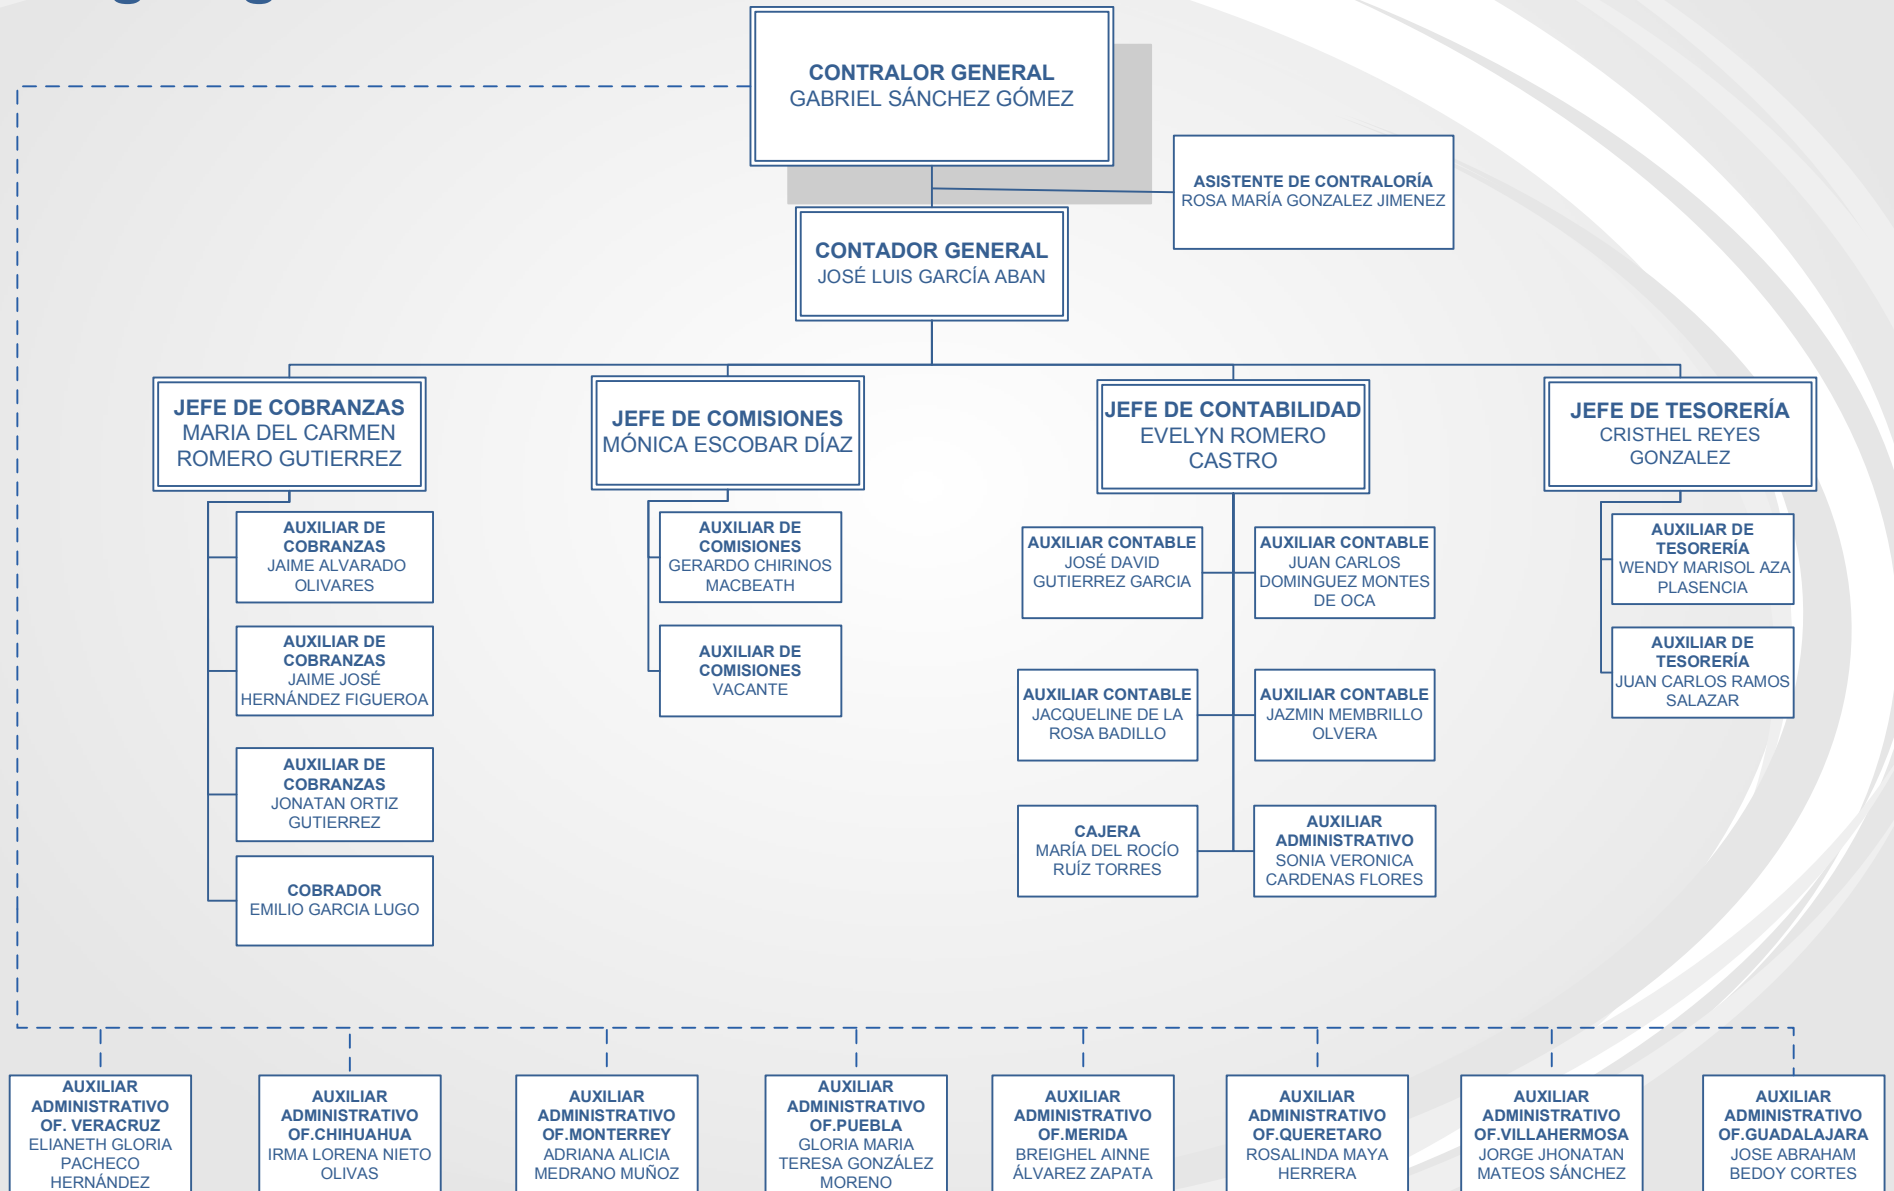 CONTRALOR GENERAL
GABRIEL SÁNCHEZ GÓMEZ
ASISTENTE DE CONTRALORÍA
ROSA MARÍA GONZALEZ JIMENEZ
CONTADOR GENERAL
JOSÉ LUIS GARCÍA ABAN
JEFE DE COBRANZAS
MARIA DEL CARMEN
ROMERO GUTIERREZ
JEFE DE COMISIONES
MÓNICA ESCOBAR DÍAZ
JEFE DE CONTABILIDAD
EVELYN ROMERO
CASTRO
JEFE DE TESORERÍA
CRISTHEL REYES
GONZALEZ
AUXILIAR DE
COBRANZAS
JAIME ALVARADO
OLIVARES
AUXILIAR DE
COBRANZAS
JAIME JOSÉ
HERNÁNDEZ FIGUEROA
AUXILIAR DE
COBRANZAS
JONATAN ORTIZ
GUTIERREZ
COBRADOR
EMILIO GARCIA LUGO
AUXILIAR DE
COMISIONES
GERARDO CHIRINOS
MACBEATH
AUXILIAR DE
COMISIONES
VACANTE
AUXILIAR CONTABLE
JOSÉ DAVID
GUTIERREZ GARCIA
AUXILIAR CONTABLE
JUAN CARLOS
DOMINGUEZ MONTES
DE OCA
AUXILIAR CONTABLE
JACQUELINE DE LA
ROSA BADILLO
AUXILIAR CONTABLE
JAZMIN MEMBRILLO
OLVERA
CAJERA
MARÍA DEL ROCÍO
RUÍZ TORRES
AUXILIAR
ADMINISTRATIVO
SONIA VERONICA
CARDENAS FLORES
AUXILIAR DE
TESORERÍA
WENDY MARISOL AZA
PLASENCIA
AUXILIAR DE
TESORERÍA
JUAN CARLOS RAMOS
SALAZAR
AUXILIAR
ADMINISTRATIVO
OF. VERACRUZ
ELIANETH GLORIA
PACHECO
HERNÁNDEZ
AUXILIAR
ADMINISTRATIVO
OF.CHIHUAHUA
IRMA LORENA NIETO
OLIVAS
AUXILIAR
ADMINISTRATIVO
OF.MONTERREY
ADRIANA ALICIA
MEDRANO MUÑOZ
AUXILIAR
ADMINISTRATIVO
OF.PUEBLA
GLORIA MARIA
TERESA GONZÁLEZ
MORENO
AUXILIAR
ADMINISTRATIVO
OF.MERIDA
BREIGHEL AINNE
ÁLVAREZ ZAPATA
AUXILIAR
ADMINISTRATIVO
OF.QUERETARO
ROSALINDA MAYA
HERRERA
AUXILIAR
ADMINISTRATIVO
OF.VILLAHERMOSA
JORGE JHONATAN
MATEOS SÁNCHEZ
AUXILIAR
ADMINISTRATIVO
OF.GUADALAJARA
JOSE ABRAHAM
BEDOY CORTES